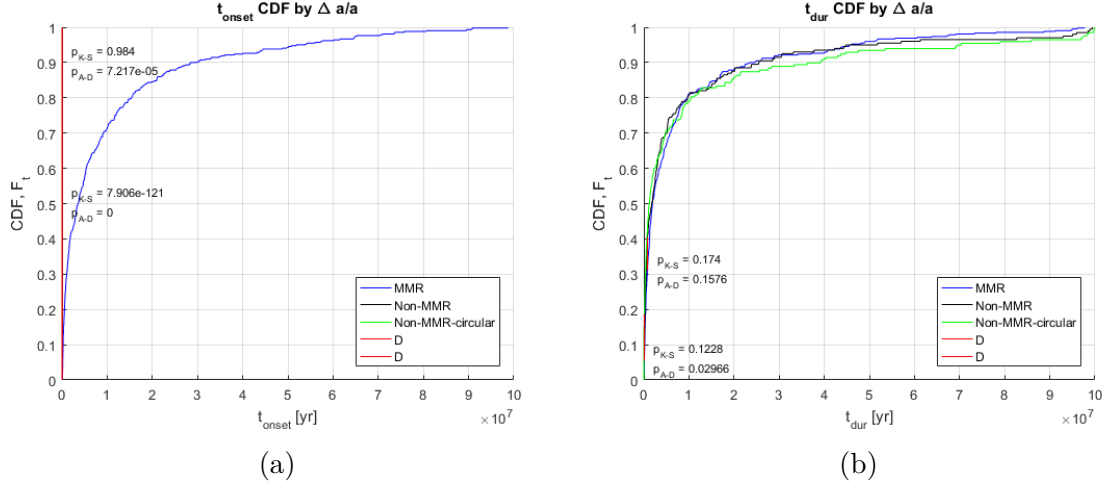 t_onset CDF by Δ a/a
1
0.9
0.8
0.7
0.6
0.5
0.4
0.3
0.2
0.1
0
CDF, F_t
p_K-S = 0.984
p_A-D = 7.217e-05
p_K-S = 7.906e-121
p_A-D = 0
MMR
Non-MMR
Non-MMR-circular
D
D
0 1 2 3 4 5 6 7 8 9 10
t_onset [yr]
×10^7
(a)
t_dur CDF by Δ a/a
1
0.9
0.8
0.7
0.6
0.5
0.4
0.3
0.2
0.1
0
CDF, F_t
p_K-S = 0.174
p_A-D = 0.1576
p_K-S = 0.1228
p_A-D = 0.02966
MMR
Non-MMR
Non-MMR-circular
D
D
0 1 2 3 4 5 6 7 8 9 10
t_dur [yr]
×10^7
(b)